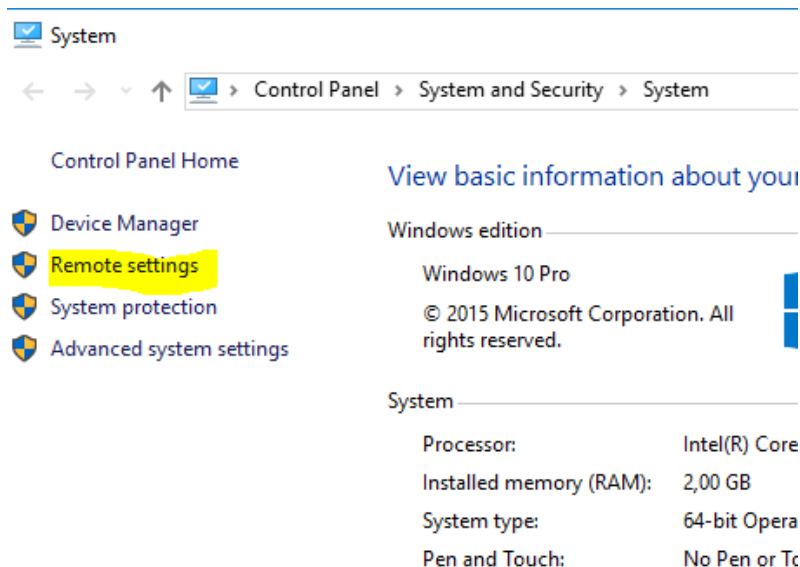 System
Control Panel > System and Security > System
Control Panel Home
Device Manager
Remote settings
System protection
Advanced system settings
View basic information about your
Windows edition
Windows 10 Pro
© 2015 Microsoft Corporation. All
rights reserved.
System
Processor: Intel(R) Core
Installed memory (RAM): 2,00 GB
System type: 64-bit Opera
Pen and Touch: No Pen or To